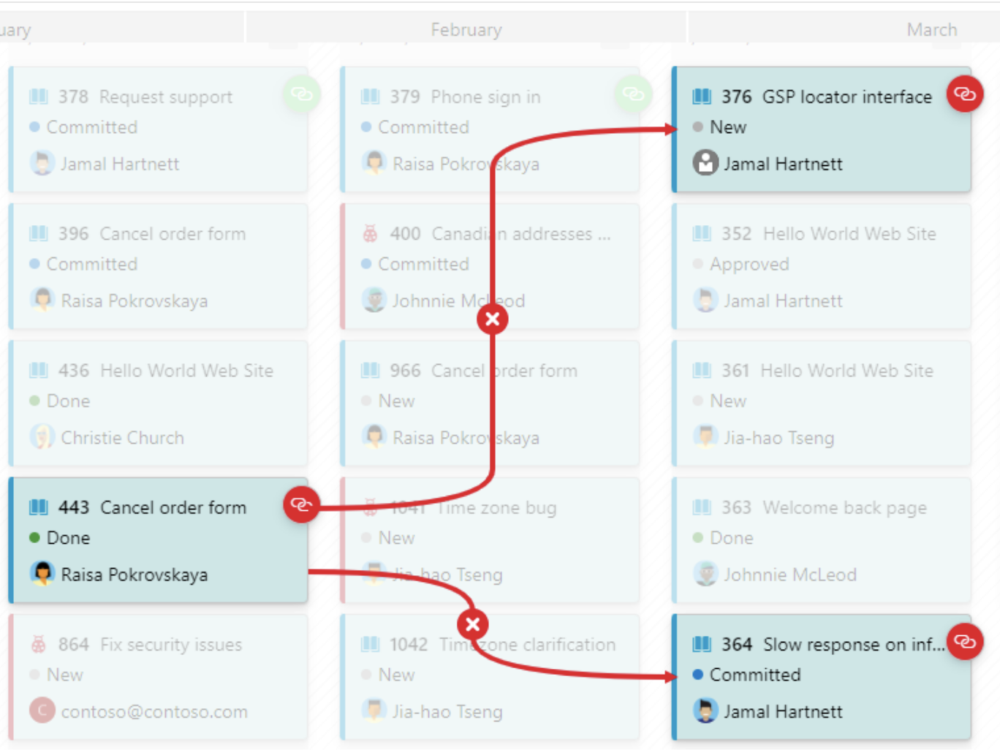 uary
February
March
378 Request support
Committed
Jamal Hartnett
396 Cancel order form
Committed
Raisa Pokrovskaya
436 Hello World Web Site
Done
Christie Church
443 Cancel order form
Done
Raisa Pokrovskaya
864 Fix security issues
New
C contoso@contoso.com
379 Phone sign in
Committed
Raisa Pokrovskaya
400 Canadian addresses ...
Committed
Johnnie McLeod
966 Cancel order form
New
Raisa Pokrovskaya
1041 Time zone bug
New
Jia-hao Tseng
1042 Timezone clarification
New
Jia-hao Tseng
376 GSP locator interface
New
Jamal Hartnett
352 Hello World Web Site
Approved
Jamal Hartnett
361 Hello World Web Site
New
Jia-hao Tseng
363 Welcome back page
Done
Johnnie McLeod
364 Slow response on inf...
Committed
Jamal Hartnett